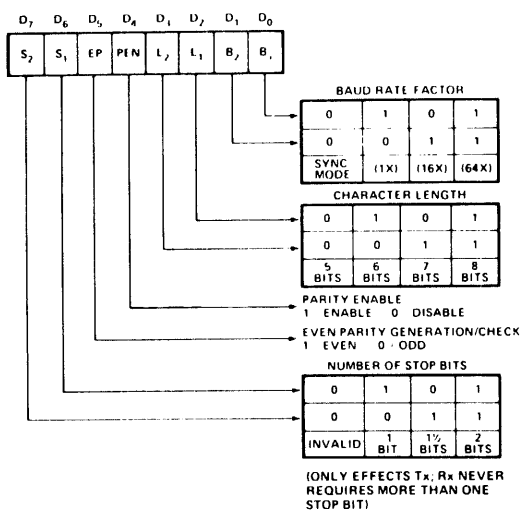 D7 D6 D5 D4 D3 D2 D1 D0
S2 S1 EP PEN L2 L1 B2 B1
BAUD RATE FACTOR
0 1 0 1
0 0 1 1
SYNC MODE (1X) (16X) (64X)
CHARACTER LENGTH
0 1 0 1
0 0 1 1
5 BITS 6 BITS 7 BITS 8 BITS
PARITY ENABLE
1 ENABLE 0 DISABLE
EVEN PARITY GENERATION/CHECK
1 EVEN 0 ODD
NUMBER OF STOP BITS
0 1 0 1
0 0 1 1
INVALID 1 BIT 1½ BITS 2 BITS
(ONLY EFFECTS Tx; Rx NEVER
REQUIRES MORE THAN ONE
STOP BIT)